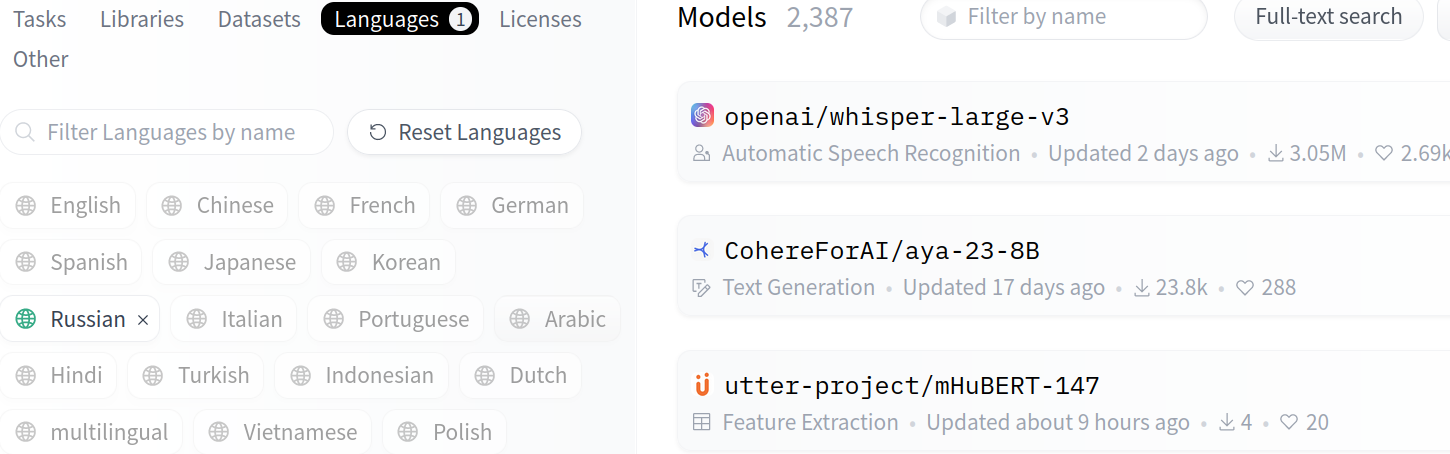 Tasks Libraries Datasets Languages 1 Licenses
Other
Filter Languages by name Reset Languages
English Chinese French German
Spanish Japanese Korean
Russian × Italian Portuguese Arabic
Hindi Turkish Indonesian Dutch
multilingual Vietnamese Polish
Models 2,387 Filter by name Full-text search
openai/whisper-large-v3
Automatic Speech Recognition • Updated 2 days ago • 3.05M • 2.69k
CohereForAI/aya-23-8B
Text Generation • Updated 17 days ago • 23.8k • 288
utter-project/mHuBERT-147
Feature Extraction • Updated about 9 hours ago • 4 • 20